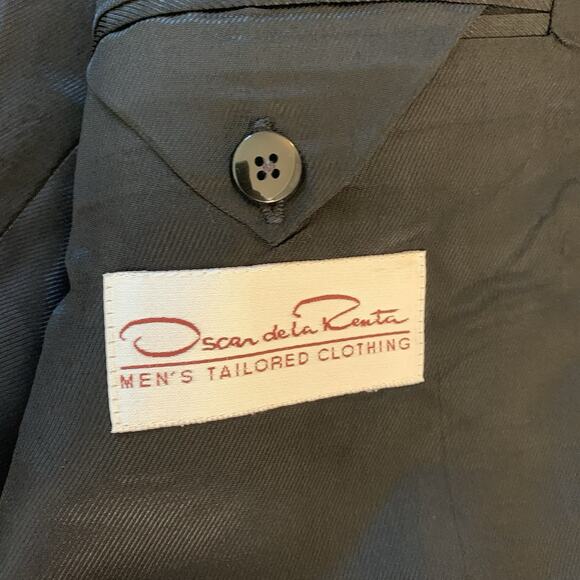 Oscar de la Renta
MEN'S TAILORED CLOTHING